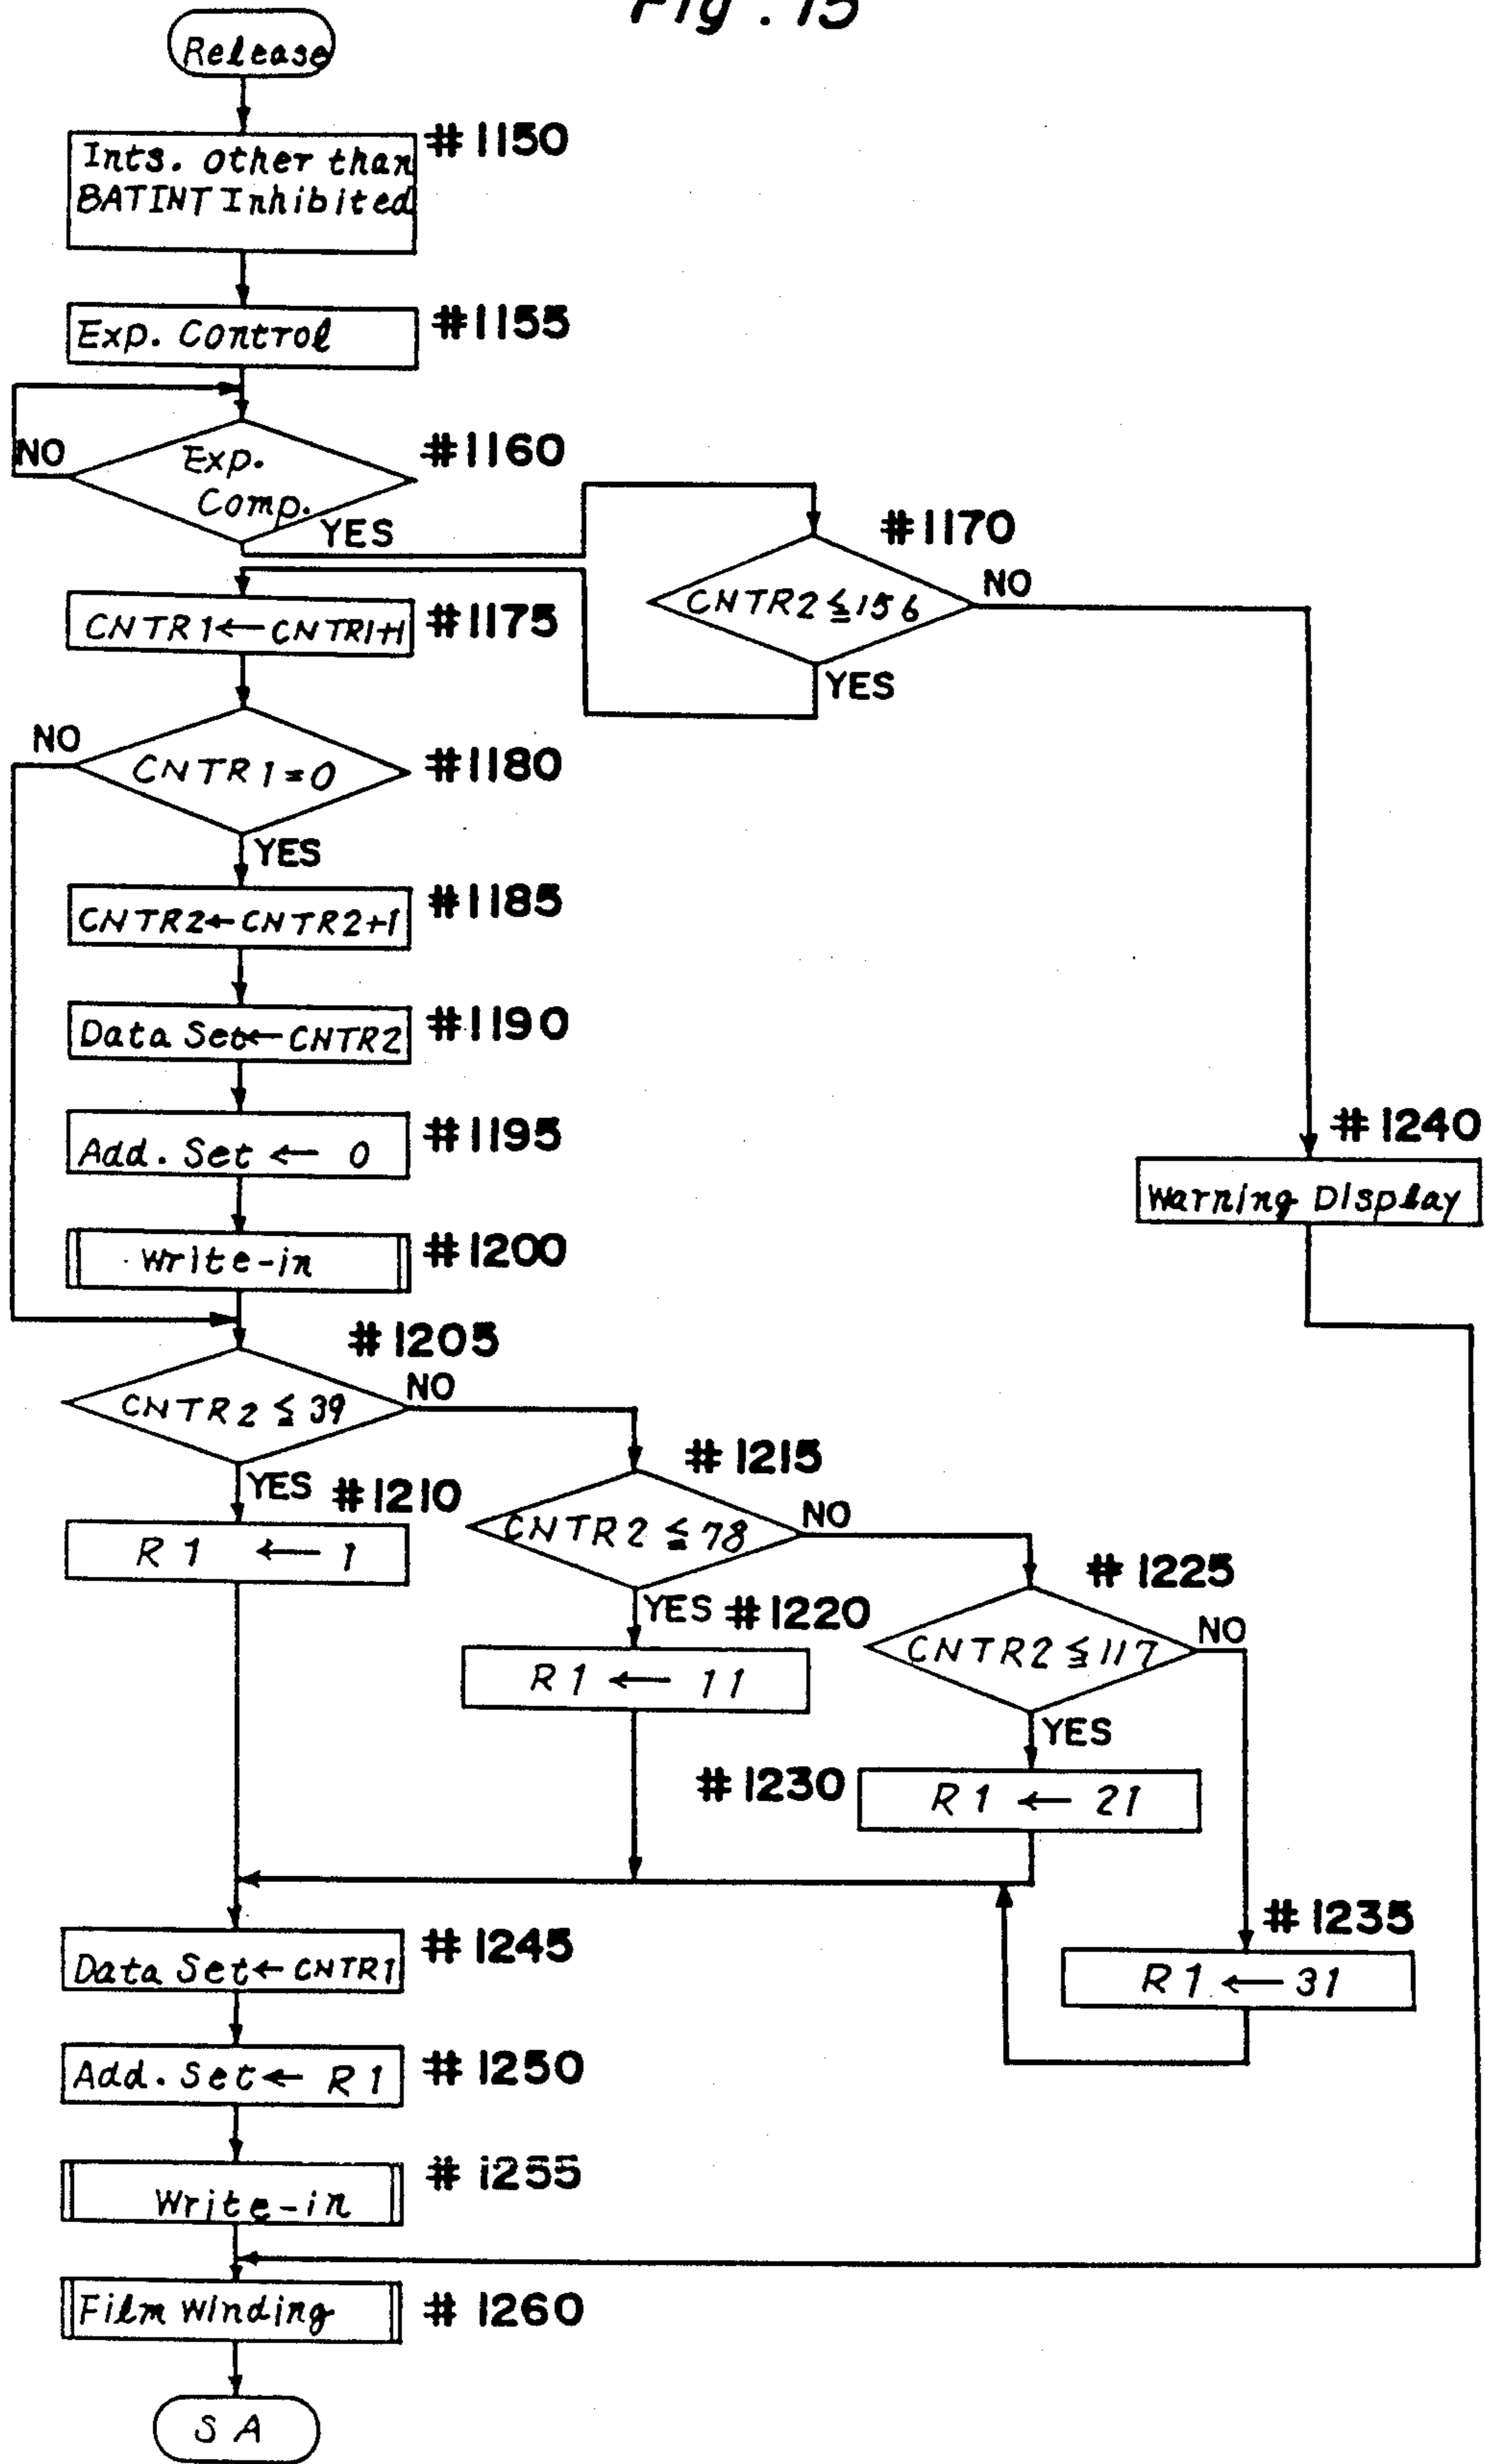 Fig. 15
Release
#1150
Ints. other than
BATINT Inhibited
Exp. Control #1155
NO
Exp.
Comp.
#1160
YES
#1170
CNTR2 ≦ 156
NO
YES
CNTR1 ← CNTR1+1 #1175
NO
CNTR1=0 #1180
YES
CNTR2 ← CNTR2+1 #1185
Data Set ← CNTR2 #1190
Add. Set ← 0 #1195
Write-in #1200
#1240
Warning Display
#1205
CNTR2 ≦ 39
NO
YES #1210
R1 ← 1
#1215
CNTR2 ≦ 78
NO
YES #1220
R1 ← 11
#1225
CNTR2 ≦ 117
NO
YES
#1230 R1 ← 21
#1235
R1 ← 31
Data Set ← CNTR1 #1245
Add. Set ← R1 #1250
Write-in #1255
Film Winding #1260
SA